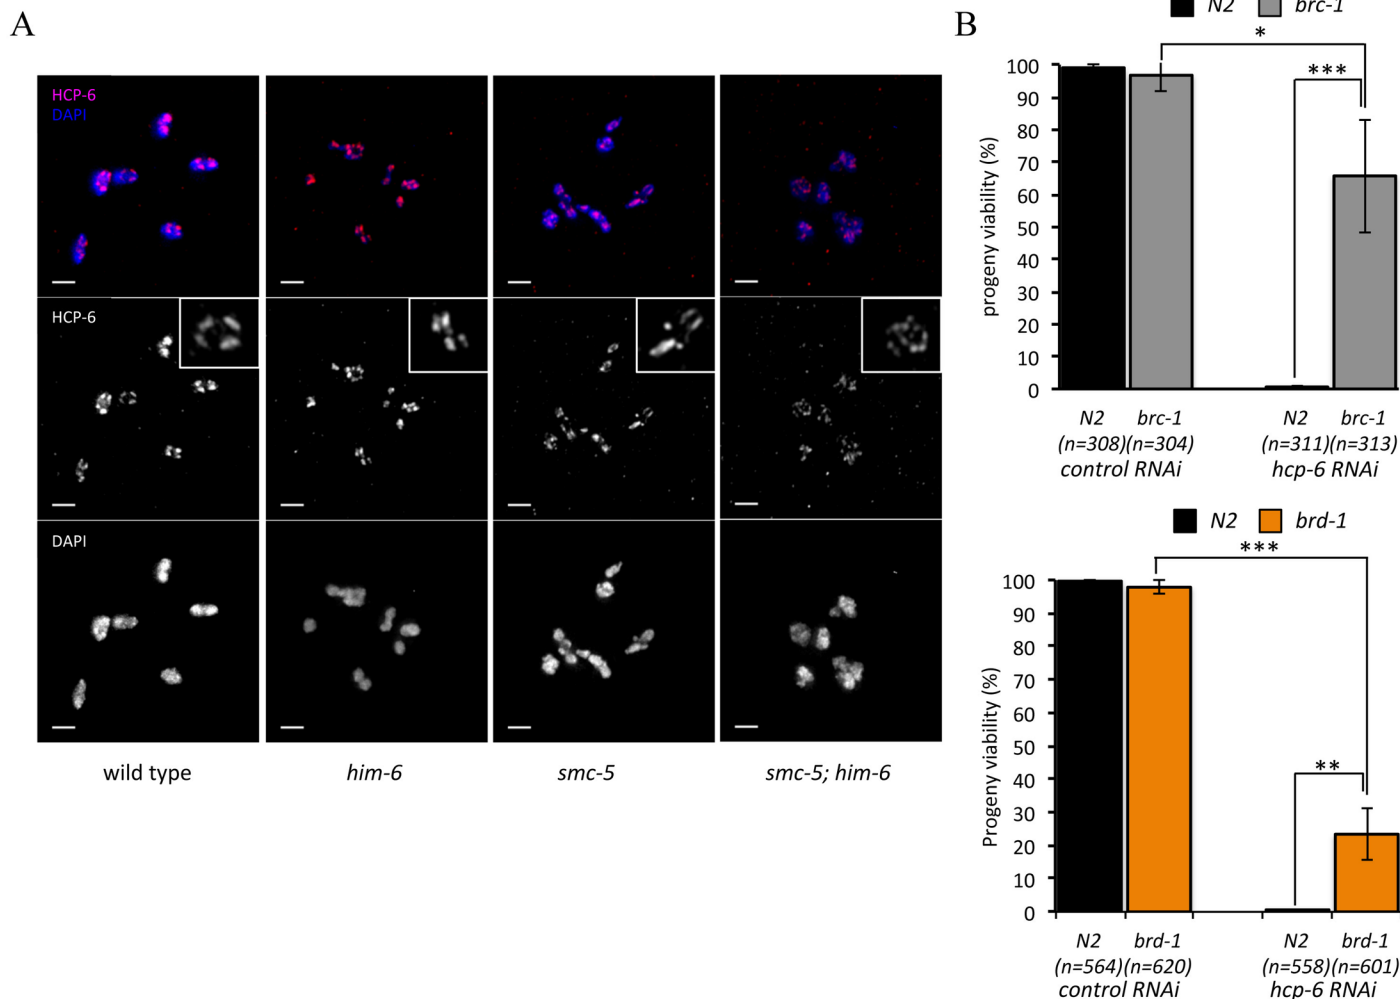 A
HCP-6
DAPI
HCP-6
DAPI
wild type
him-6
smc-5
smc-5; him-6
B
N2 brc-1
*
***
100
90
80
70
60
50
40
30
20
10
0
progeny viability (%)
N2 brc-1 N2 brc-1
(n=308)(n=304) (n=311)(n=313)
control RNAi hcp-6 RNAi
N2 brd-1
***
**
100
90
80
70
60
50
40
30
20
10
0
Progeny viability (%)
N2 brd-1 N2 brd-1
(n=564)(n=620) (n=558)(n=601)
control RNAi hcp-6 RNAi